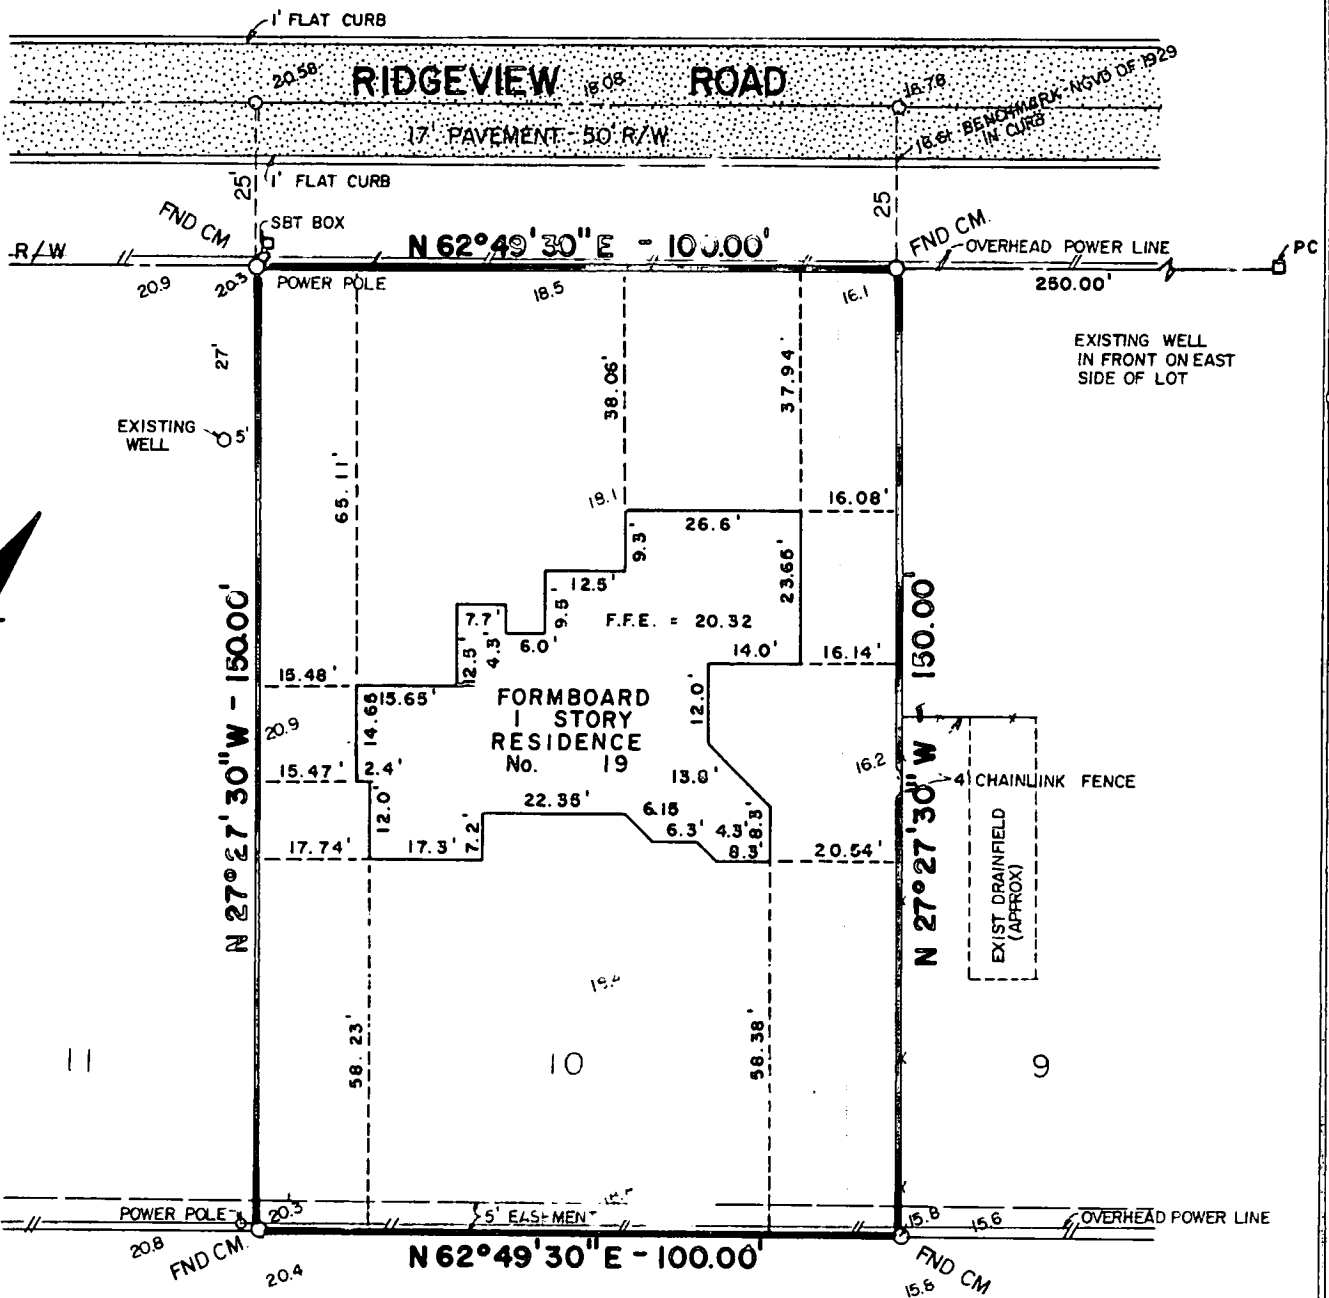 1' FLAT CURB
20.58
RIDGEVIEW ROAD
18.08
16.78
17' PAVEMENT - 50' R/W
BENCHMARK-NGVD OF 1929
IN CURB
25'
1' FLAT CURB
25
FND CM
SBT BOX
FND CM.
R/W
N 62°49'30"E - 100.00'
OVERHEAD POWER LINE
PC
20.9
20.3
POWER POLE
18.5
16.1
250.00'
27'
38.06'
37.94'
EXISTING WELL
IN FRONT ON EAST
SIDE OF LOT
EXISTING
WELL
5'
65.11'
18.1
16.08'
26.6'
9.3'
23.65'
12.5'
9.5'
7.7'
F.F.E. = 20.32
12.5'
4.3'
6.0'
14.0'
16.14'
15.48'
15.65'
FORMBOARD
1 STORY
RESIDENCE
No. 19
12.0'
14.65
20.9
N 27°27'30"W - 150.00'
N 27°27'30"W - 150.00'
16.2
15.47'
2.4'
4' CHAINLINK FENCE
22.35'
6.15
12.0'
7.2'
6.3'
4.3'
8.3'
17.74'
17.3'
8.3'
20.54'
EXIST DRAINFIELD
(APPROX)
19.4
58.23'
58.38'
11
10
9
POWER POLE
20.3
5' EASEMENT
15.8
15.6
OVERHEAD POWER LINE
20.8
FND CM.
20.4
N 62°49'30"E - 100.00'
FND CM
15.8